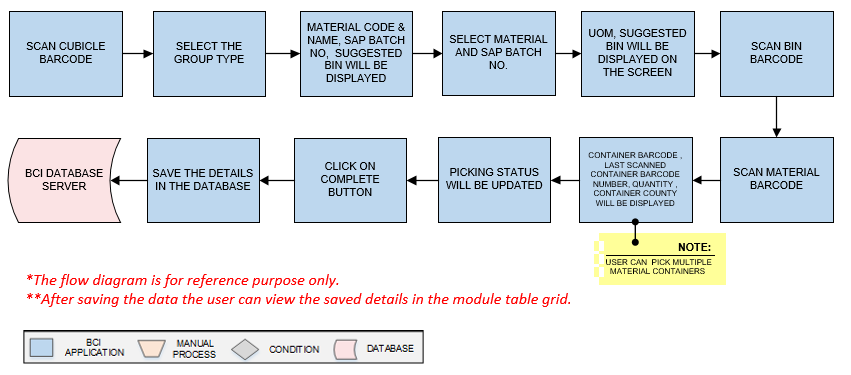 SCAN CUBICLE
BARCODE
SELECT THE
GROUP TYPE
MATERIAL CODE &
NAME, SAP BATCH
NO,  SUGGESTED
BIN WILL BE
DISPLAYED
SELECT MATERIAL
AND SAP BATCH
NO.
UOM, SUGGESTED
BIN WILL BE
DISPLAYED ON
THE SCREEN
SCAN BIN
BARCODE
BCI DATABASE
SERVER
SAVE THE DETAILS
IN THE DATABASE
CLICK ON
COMPLETE
BUTTON
PICKING STATUS
WILL BE UPDATED
CONTAINER BARCODE ,
LAST SCANNED
CONTAINER BARCODE
NUMBER, QUANTITY ,
CONTAINER COUNTY
WILL BE DISPLAYED
SCAN MATERIAL
BARCODE
NOTE:
USER CAN  PICK MULTIPLE
MATERIAL CONTAINERS
*The flow diagram is for reference purpose only.
**After saving the data the user can view the saved details in the module table grid.
BCI
APPLICATION
MANUAL
PROCESS
CONDITION
DATABASE